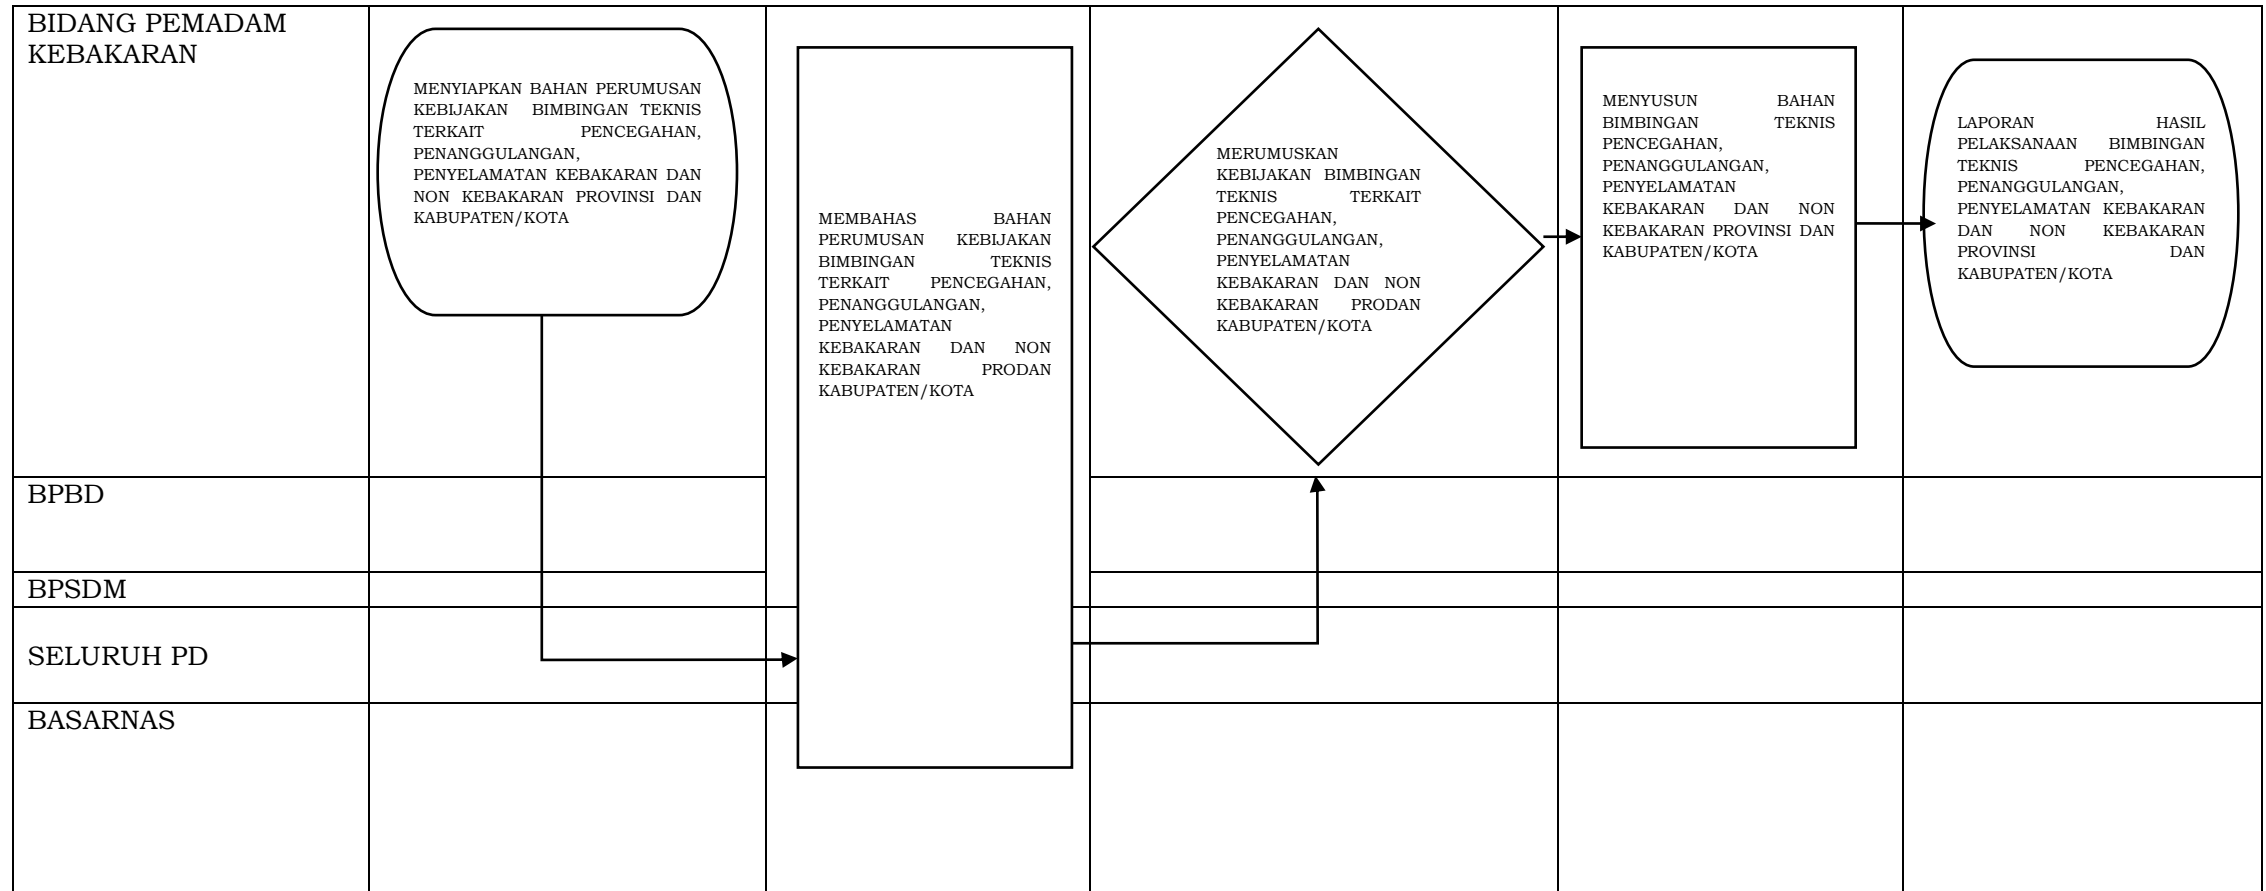 BIDANG PEMADAM
KEBAKARAN
MENYIAPKAN BAHAN PERUMUSAN
KEBIJAKAN BIMBINGAN TEKNIS
TERKAIT PENCEGAHAN,
PENANGGULANGAN,
PENYELAMATAN KEBAKARAN DAN
NON KEBAKARAN PROVINSI DAN
KABUPATEN/KOTA
MEMBAHAS BAHAN
PERUMUSAN KEBIJAKAN
BIMBINGAN TEKNIS
TERKAIT PENCEGAHAN,
PENANGGULANGAN,
PENYELAMATAN
KEBAKARAN DAN NON
KEBAKARAN PRODAN
KABUPATEN/KOTA
MERUMUSKAN
KEBIJAKAN BIMBINGAN
TEKNIS TERKAIT
PENCEGAHAN,
PENANGGULANGAN,
PENYELAMATAN
KEBAKARAN DAN NON
KEBAKARAN PRODAN
KABUPATEN/KOTA
MENYUSUN BAHAN
BIMBINGAN TEKNIS
PENCEGAHAN,
PENANGGULANGAN,
PENYELAMATAN
KEBAKARAN DAN NON
KEBAKARAN PROVINSI DAN
KABUPATEN/KOTA
LAPORAN HASIL
PELAKSANAAN BIMBINGAN
TEKNIS PENCEGAHAN,
PENANGGULANGAN,
PENYELAMATAN KEBAKARAN
DAN NON KEBAKARAN
PROVINSI DAN
KABUPATEN/KOTA
BPBD
BPSDM
SELURUH PD
BASARNAS